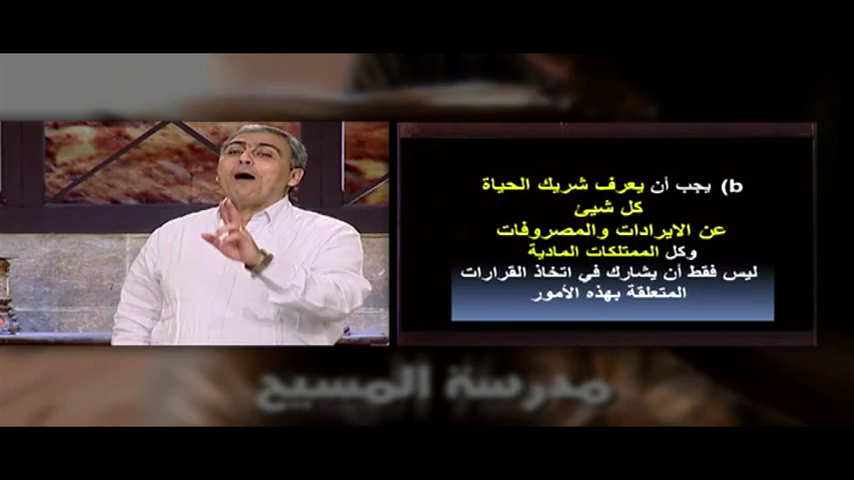 b) يجب أن يعرف شريك الحياة
كل شيئ
عن الايرادات والمصروفات
وكل الممتلكات المادية
ليس فقط أن يشارك في اتخاذ القرارات
المتعلقة بهذه الأمور
مدرسة المسيح